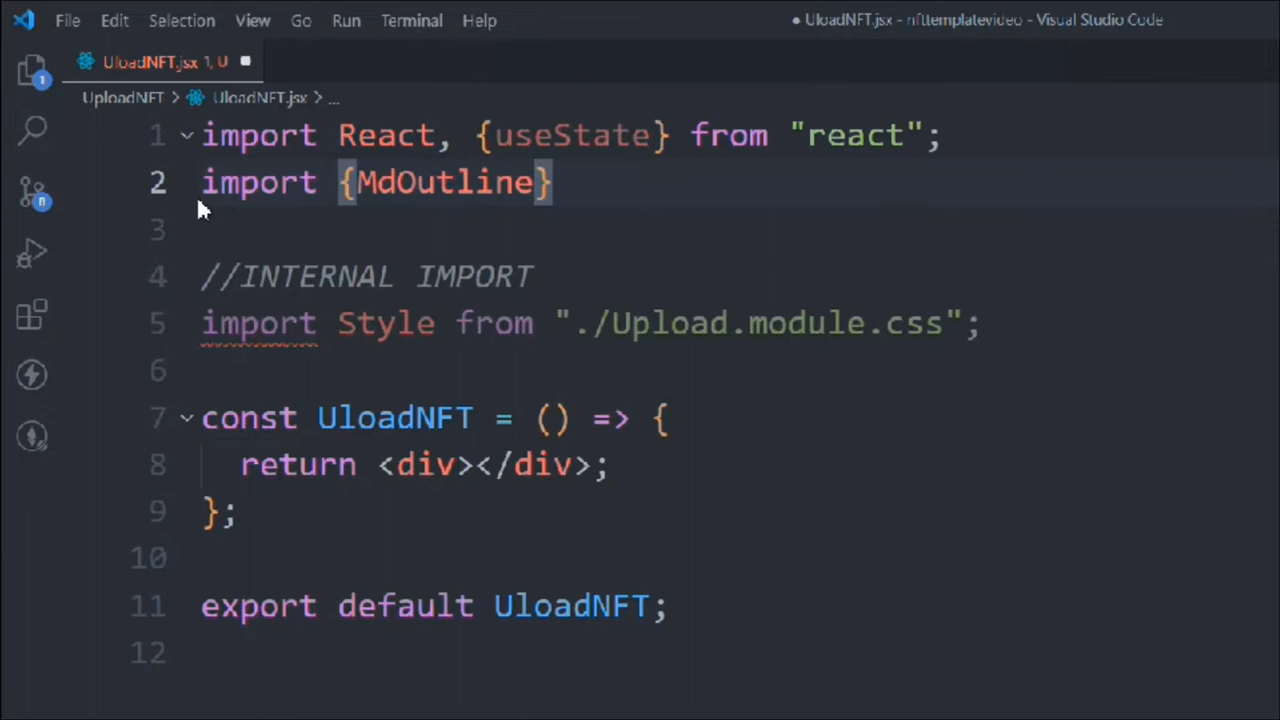 File Edit Selection View Go Run Terminal Help ● UloadNFT.jsx - nfttemplatevideo - Visual Studio Code
UloadNFT.jsx 1, U
UploadNFT > UloadNFT.jsx > ...
1 import React, {useState} from "react";
2 import {MdOutline}
3
4 //INTERNAL IMPORT
5 import Style from "./Upload.module.css";
6
7 const UloadNFT = () => {
8 return <div></div>;
9 };
10
11 export default UloadNFT;
12
1